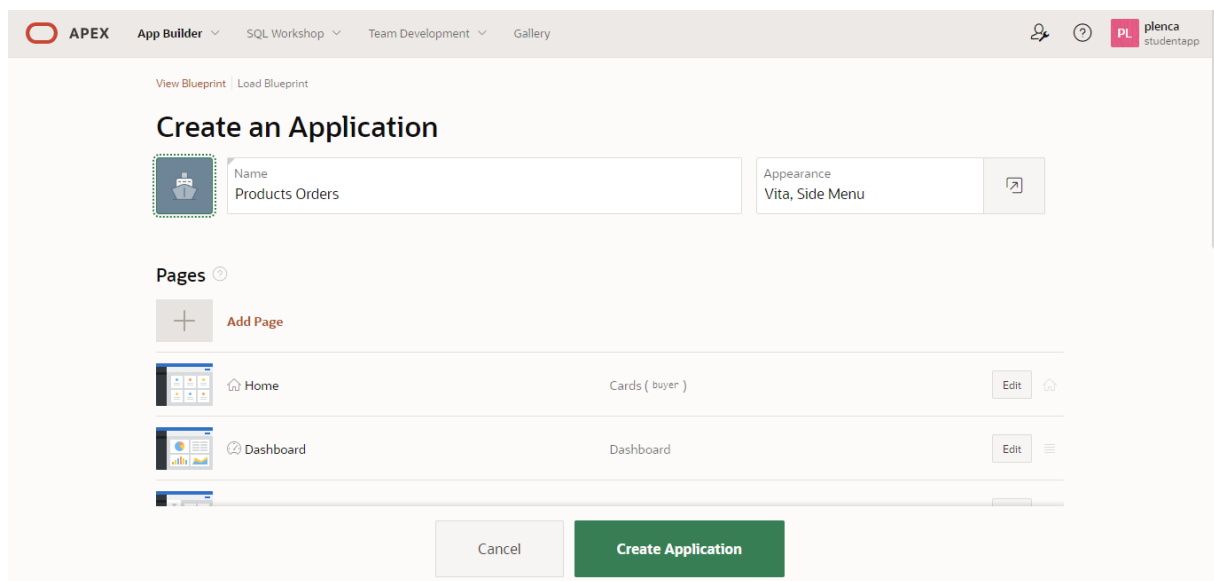 APEX App Builder SQL Workshop Team Development Gallery PL plenca
studentapp
View Blueprint Load Blueprint
Create an Application
Name Appearance
Products Orders Vita, Side Menu
Pages
Add Page
Home Cards ( buyer ) Edit
Dashboard Dashboard Edit
Cancel Create Application